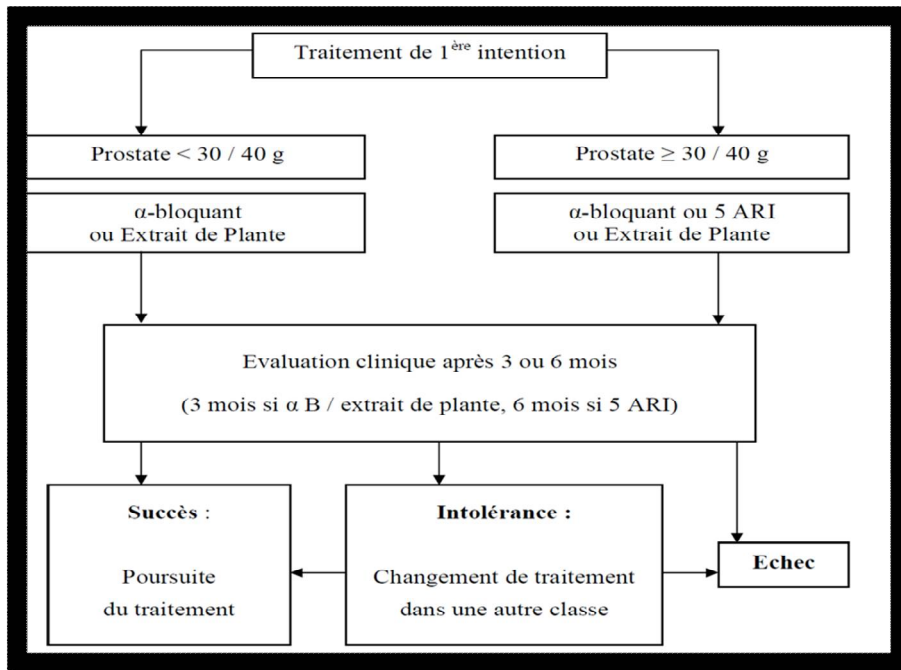 Traitement de 1ère intention
Prostate < 30 / 40 g
Prostate ≥ 30 / 40 g
α-bloquant
ou Extrait de Plante
α-bloquant ou 5 ARI
ou Extrait de Plante
Evaluation clinique après 3 ou 6 mois
(3 mois si α B / extrait de plante, 6 mois si 5 ARI)
Succès :
Poursuite
du traitement
Intolérance :
Changement de traitement
dans une autre classe
Echec